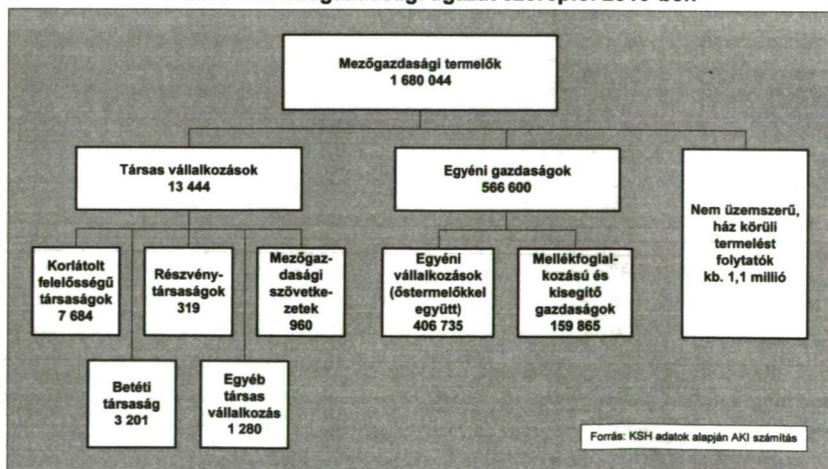 Mezőgazdasági termelők
1 680 044
Társas vállalkozások
13 444
Egyéni gazdaságok
566 600
Nem üzemszerű,
ház körüli
termelést
folytatók
kb. 1,1 millió
Korlátolt
felelősségű
társaságok
7 684
Részvény-
társaságok
319
Mezőgaz-
dasági
szövetke-
zetek
960
Egyéni
vállalkozások
(őstermelőkkel
együtt)
406 735
Mellékfoglal-
kozású és
kisegítő
gazdaságok
159 865
Betéti
társaság
3 201
Egyéb
társas
vállalkozás
1 280
Forrás: KSH adatok alapján AKI számítás